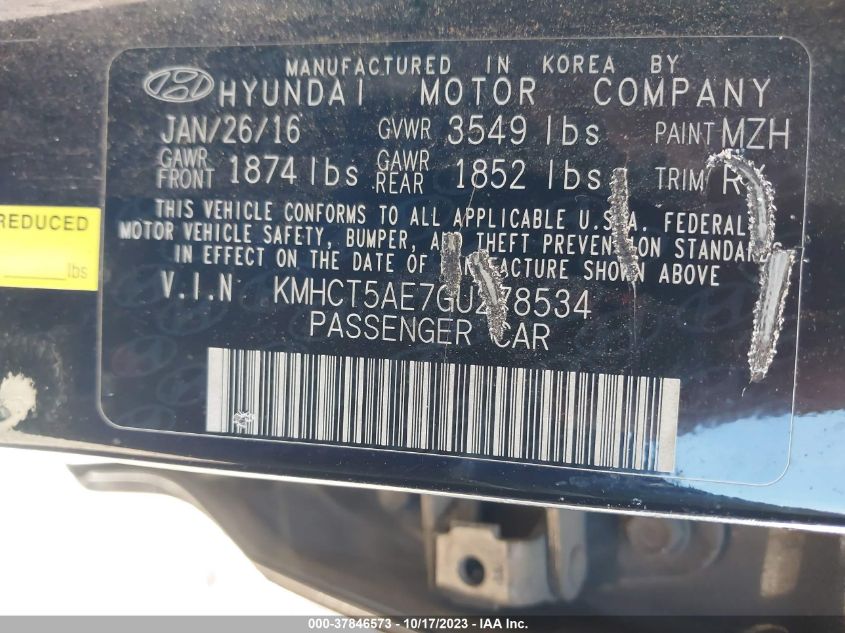 MANUFACTURED IN KOREA BY
HYUNDAI MOTOR COMPANY
JAN/26/16 GVWR 3549 lbs PAINT MZH
GAWR FRONT 1874 lbs GAWR REAR 1852 lbs TRIM
THIS VEHICLE CONFORMS TO ALL APPLICABLE U.S.A. FEDERAL
MOTOR VEHICLE SAFETY, BUMPER, AND THEFT PREVENTION STANDARDS
IN EFFECT ON THE DATE OF MANUFACTURE SHOWN ABOVE
V.I.N
PASSENGER CAR
REDUCED
lbs
000-37846573 - 10/17/2023 - IAA Inc.